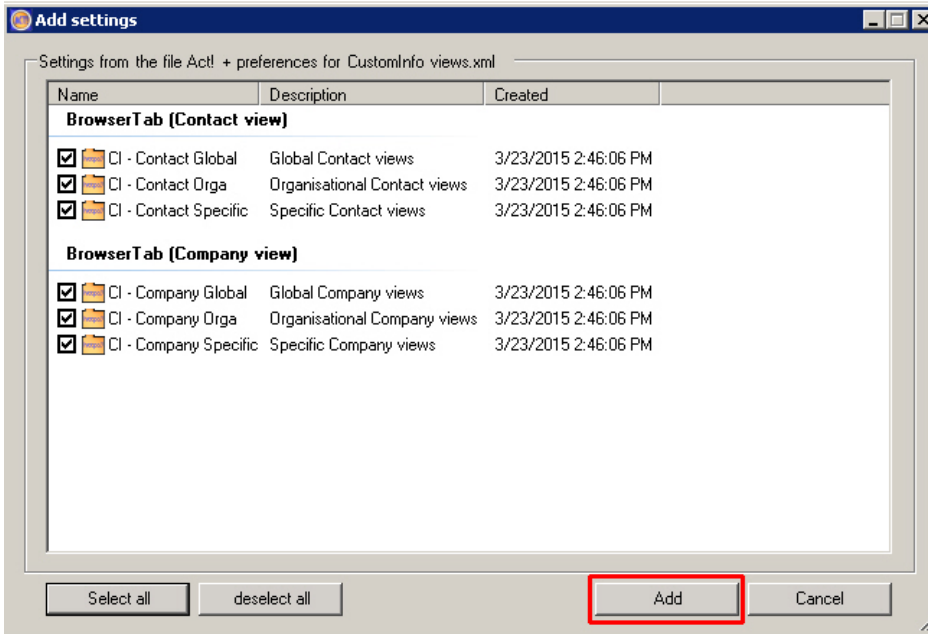 Add settings
Settings from the file Act! + preferences for CustomInfo views.xml
Name Description Created
BrowserTab (Contact view)
CI - Contact Global Global Contact views 3/23/2015 2:46:06 PM
CI - Contact Orga Organisational Contact views 3/23/2015 2:46:06 PM
CI - Contact Specific Specific Contact views 3/23/2015 2:46:06 PM
BrowserTab (Company view)
CI - Company Global Global Company views 3/23/2015 2:46:06 PM
CI - Company Orga Organisational Company views 3/23/2015 2:46:06 PM
CI - Company Specific Specific Company views 3/23/2015 2:46:06 PM
Select all deselect all Add Cancel